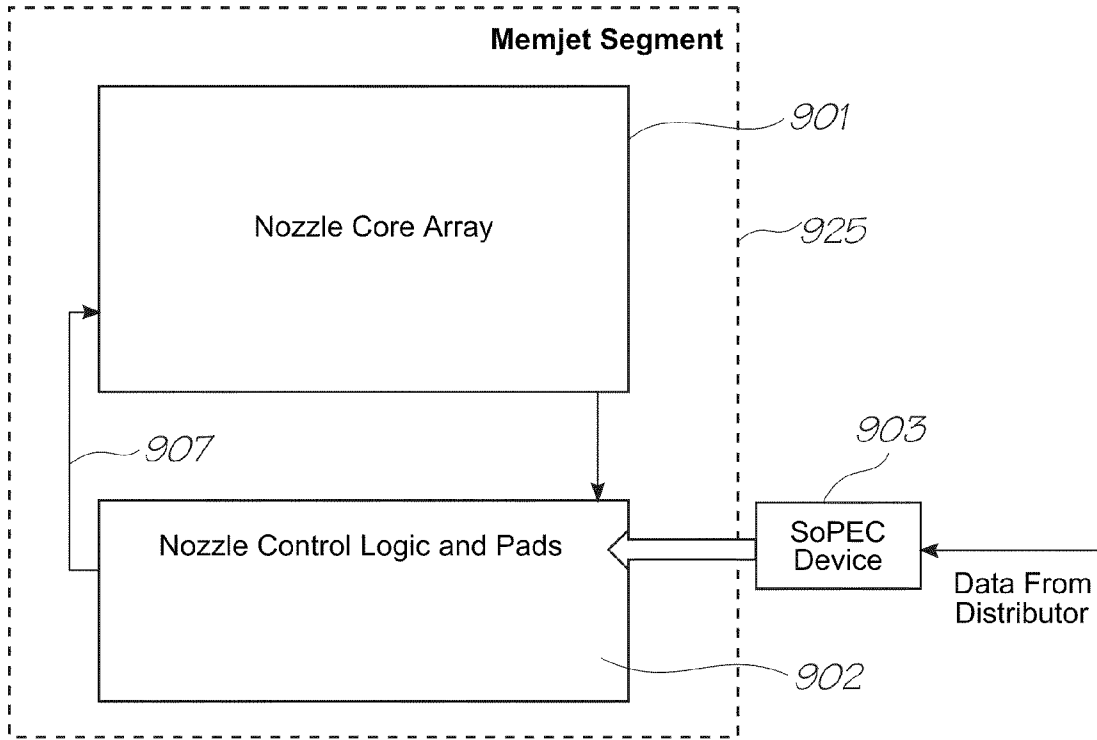 Memjet Segment
901
Nozzle Core Array
925
907
903
Nozzle Control Logic and Pads
SoPEC
Device
Data From
Distributor
902